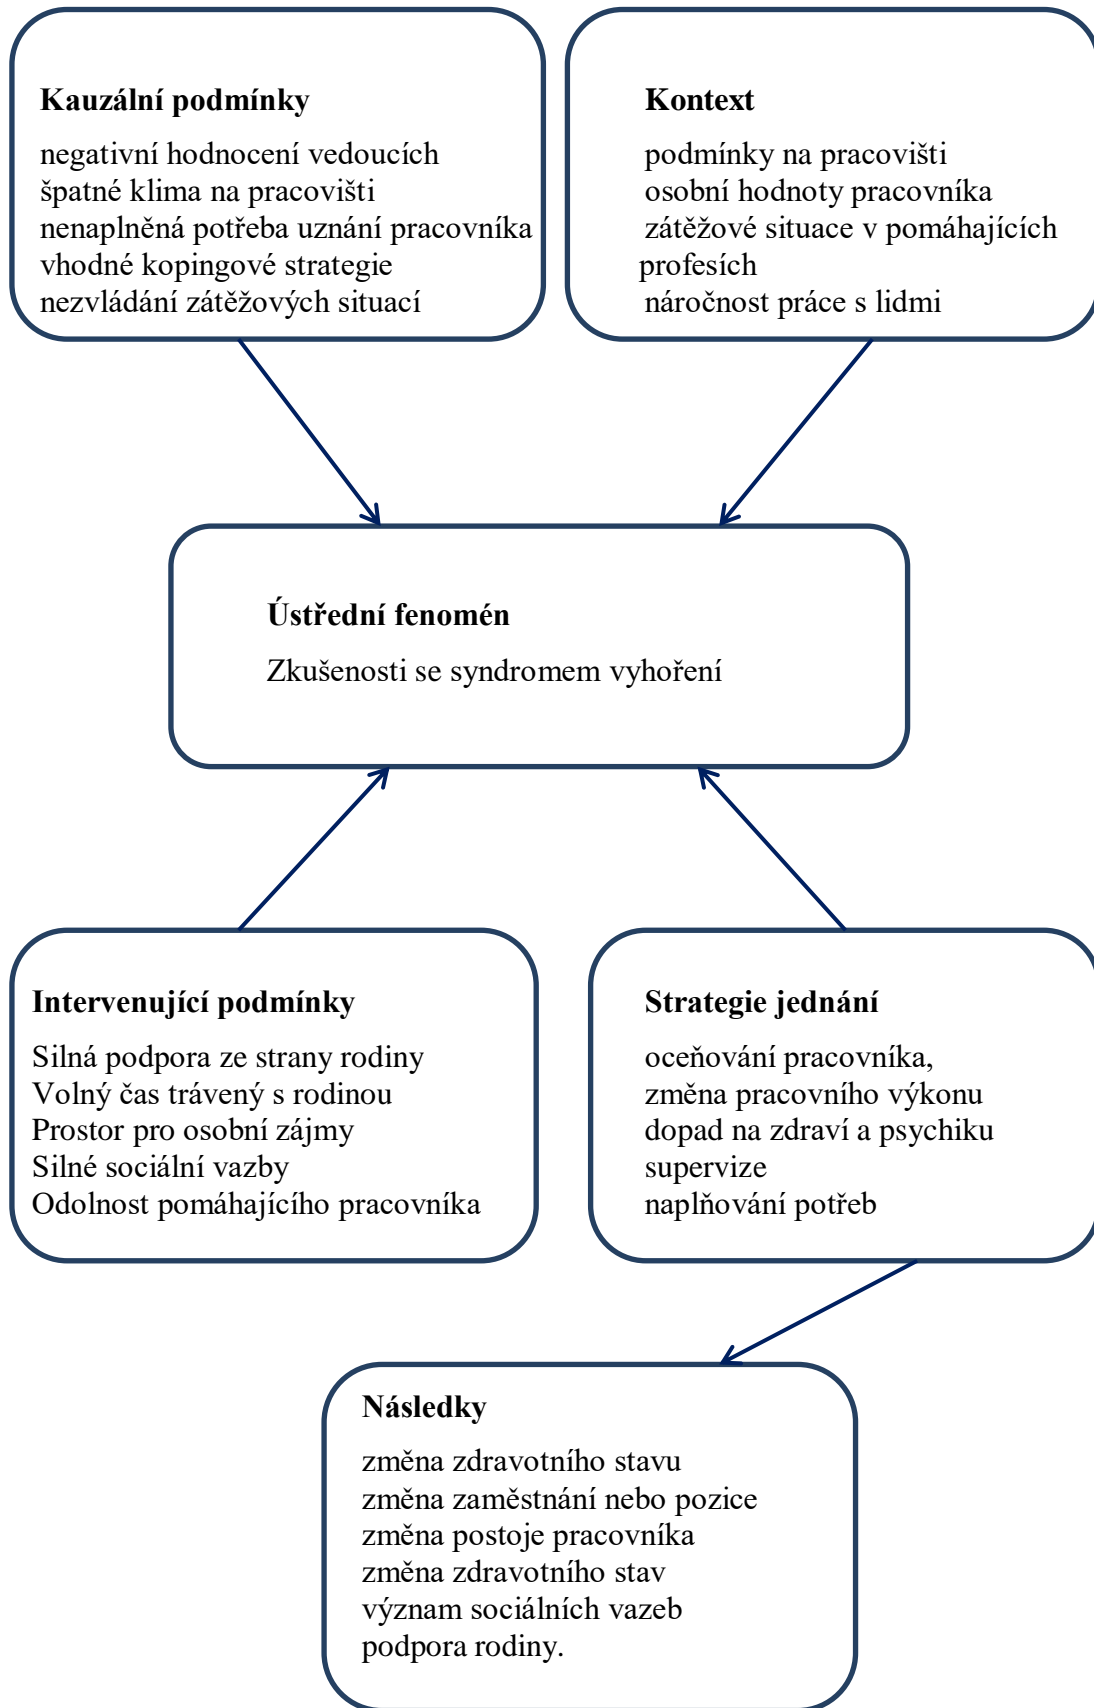 Kauzální podmínky
negativní hodnocení vedoucích
špatné klima na pracovišti
nenaplněná potřeba uznání pracovníka
vhodné kopingové strategie
nezvládání zátěžových situací
Kontext
podmínky na pracovišti
osobní hodnoty pracovníka
zátěžové situace v pomáhajících
profesích
náročnost práce s lidmi
Ústřední fenomén
Zkušenosti se syndromem vyhoření
Intervenující podmínky
Silná podpora ze strany rodiny
Volný čas trávený s rodinou
Prostor pro osobní zájmy
Silné sociální vazby
Odolnost pomáhajícího pracovníka
Strategie jednání
oceňování pracovníka,
změna pracovního výkonu
dopad na zdraví a psychiku
supervize
naplňování potřeb
Následky
změna zdravotního stavu
změna zaměstnání nebo pozice
změna postoje pracovníka
změna zdravotního stav
význam sociálních vazeb
podpora rodiny.